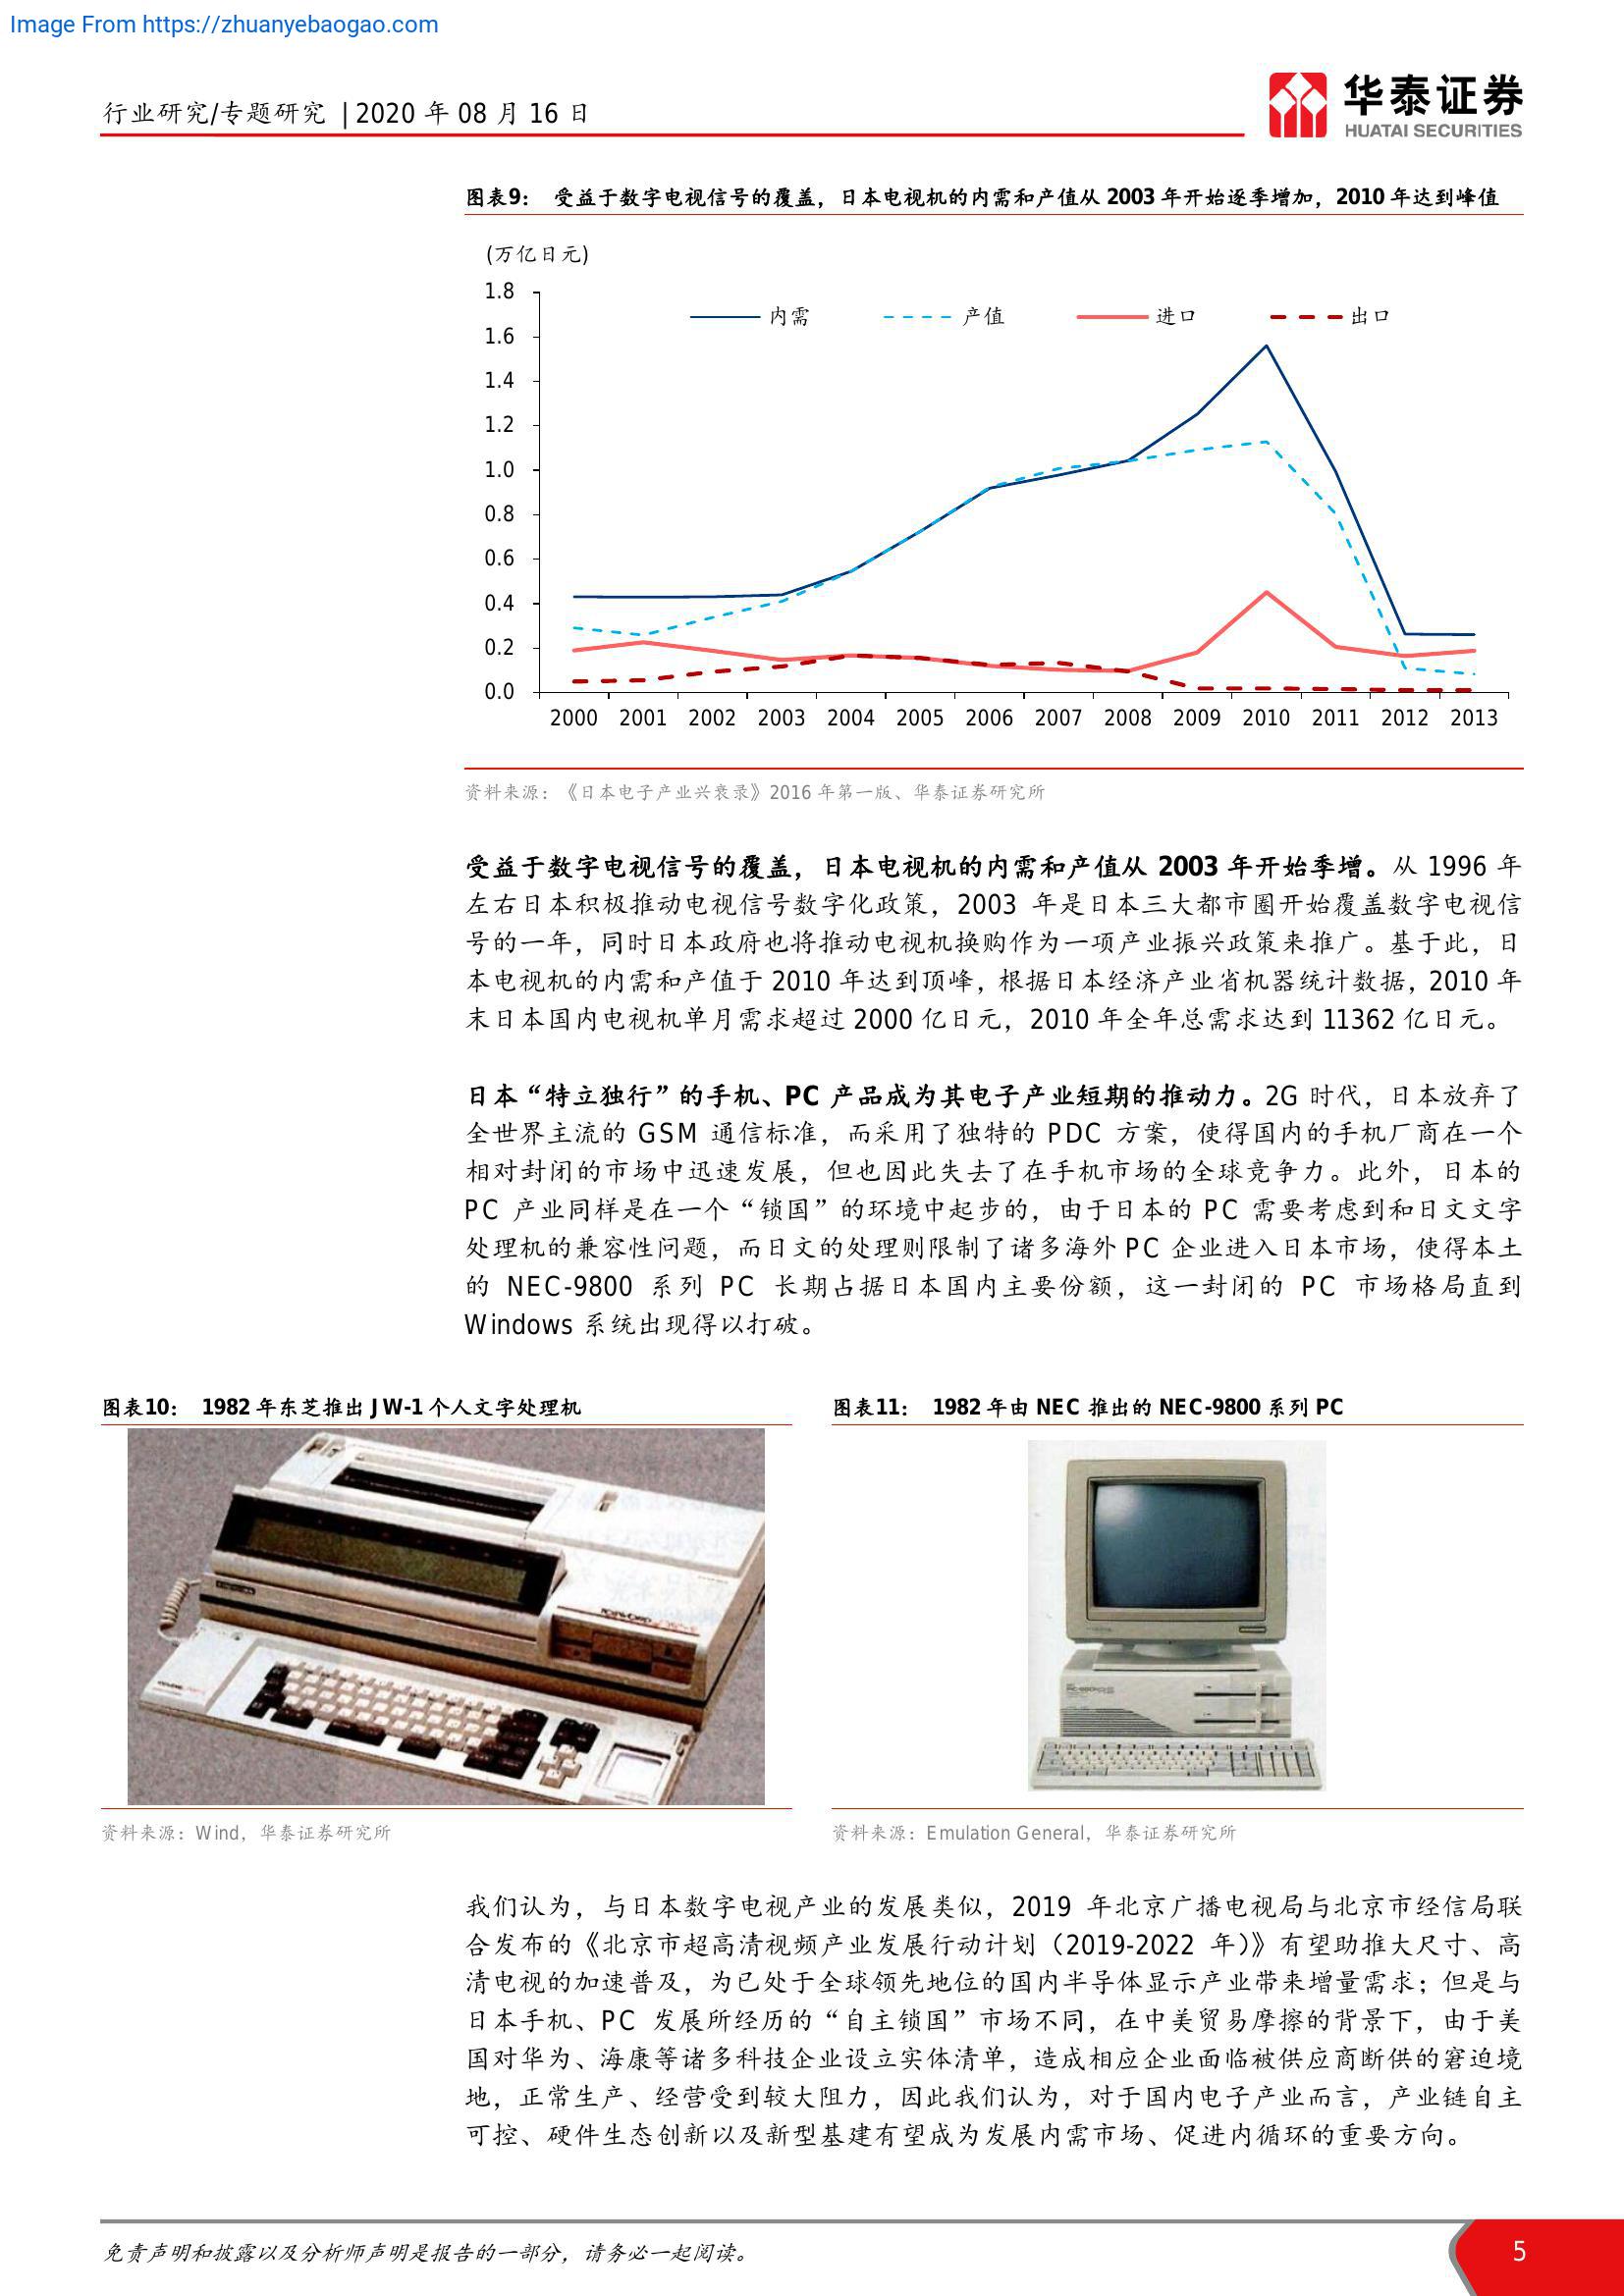 Image From https://zhuanyebaogao.com
行业研究/专题研究 | 2020 年 08 月 16 日
华泰证券
HUATAI SECURITIES
图表9： 受益于数字电视信号的覆盖，日本电视机的内需和产值从 2003 年开始逐季增加，2010 年达到峰值
(万亿日元)
内需 产值 进口 出口
1.8
1.6
1.4
1.2
1.0
0.8
0.6
0.4
0.2
0.0
2000 2001 2002 2003 2004 2005 2006 2007 2008 2009 2010 2011 2012 2013
资料来源：《日本电子产业兴衰录》2016 年第一版、华泰证券研究所
受益于数字电视信号的覆盖，日本电视机的内需和产值从 2003 年开始季增。从 1996 年
左右日本积极推动电视信号数字化政策，2003 年是日本三大都市圈开始覆盖数字电视信
号的一年，同时日本政府也将推动电视机换购作为一项产业振兴政策来推广。基于此，日
本电视机的内需和产值于 2010 年达到顶峰，根据日本经济产业省机器统计数据，2010 年
末日本国内电视机单月需求超过 2000 亿日元，2010 年全年总需求达到 11362 亿日元。
日本“特立独行”的手机、PC 产品成为其电子产业短期的推动力。2G 时代，日本放弃了
全世界主流的 GSM 通信标准，而采用了独特的 PDC 方案，使得国内的手机厂商在一个
相对封闭的市场中迅速发展，但也因此失去了在手机市场的全球竞争力。此外，日本的
PC 产业同样是在一个“锁国”的环境中起步的，由于日本的 PC 需要考虑到和日文文字
处理机的兼容性问题，而日文的处理则限制了诸多海外 PC 企业进入日本市场，使得本土
的 NEC-9800 系列 PC 长期占据日本国内主要份额，这一封闭的 PC 市场格局直到
Windows 系统出现得以打破。
图表10： 1982 年东芝推出 JW-1 个人文字处理机
图表11： 1982 年由 NEC 推出的 NEC-9800 系列 PC
资料来源：Wind，华泰证券研究所
资料来源：Emulation General，华泰证券研究所
我们认为，与日本数字电视产业的发展类似，2019 年北京广播电视局与北京市经信局联
合发布的《北京市超高清视频产业发展行动计划（2019-2022 年）》有望助推大尺寸、高
清电视的加速普及，为已处于全球领先地位的国内半导体显示产业带来增量需求；但是与
日本手机、PC 发展所经历的“自主锁国”市场不同，在中美贸易摩擦的背景下，由于美
国对华为、海康等诸多科技企业设立实体清单，造成相应企业面临被供应商断供的窘迫境
地，正常生产、经营受到较大阻力，因此我们认为，对于国内电子产业而言，产业链自主
可控、硬件生态创新以及新型基建有望成为发展内需市场、促进内循环的重要方向。
免责声明和披露以及分析师声明是报告的一部分，请务必一起阅读。
5